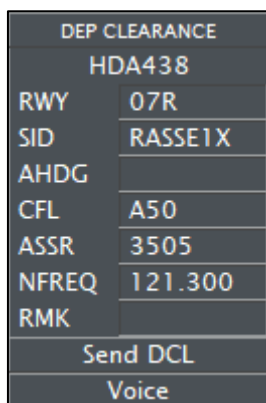 DEP CLEARANCE
HDA438
RWY 07R
SID RASSE1X
AHDG
CFL A50
ASSR 3505
NFREQ 121.300
RMK
Send DCL
Voice